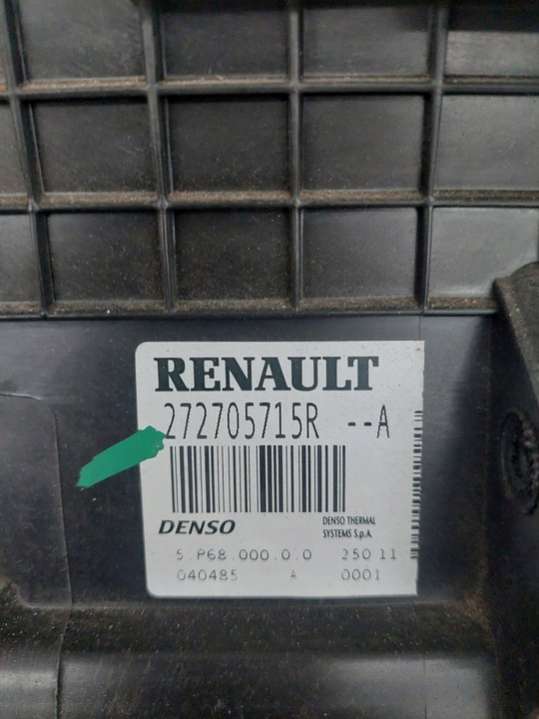 RENAULT
272705715R --A
DENSO DENSO THERMAL
SYSTEMS S.p.A.
5 P68.000.0.0 250 11
040485 A 0001